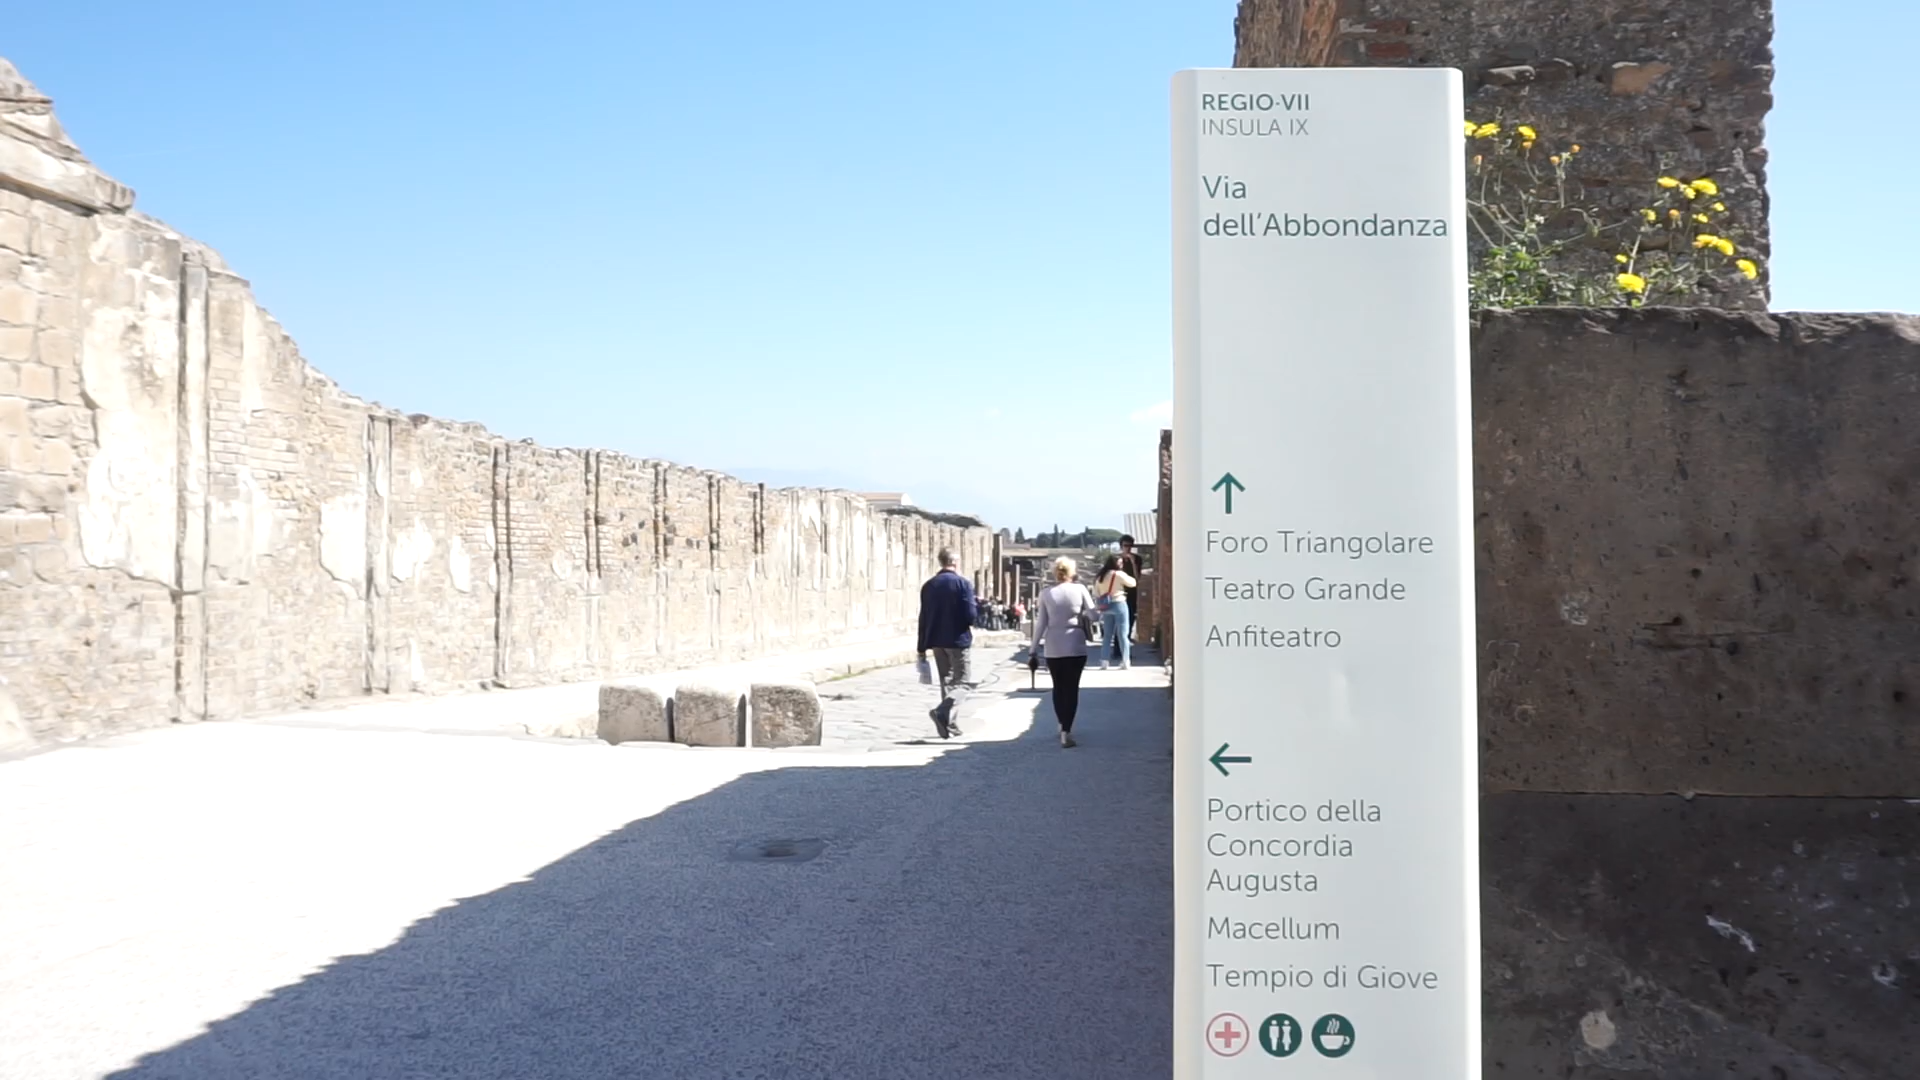 REGIO·VII
INSULA IX
Via
dell’Abbondanza
Foro Triangolare
Teatro Grande
Anfiteatro
Portico della
Concordia
Augusta
Macellum
Tempio di Giove